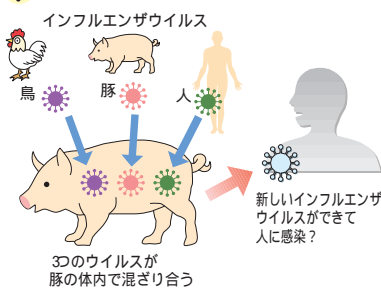 インフルエンザウイルス
鳥
豚
人
3つのウイルスが
豚の体内で混ざり合う
新しいインフルエンザ
ウイルスができて
人に感染？